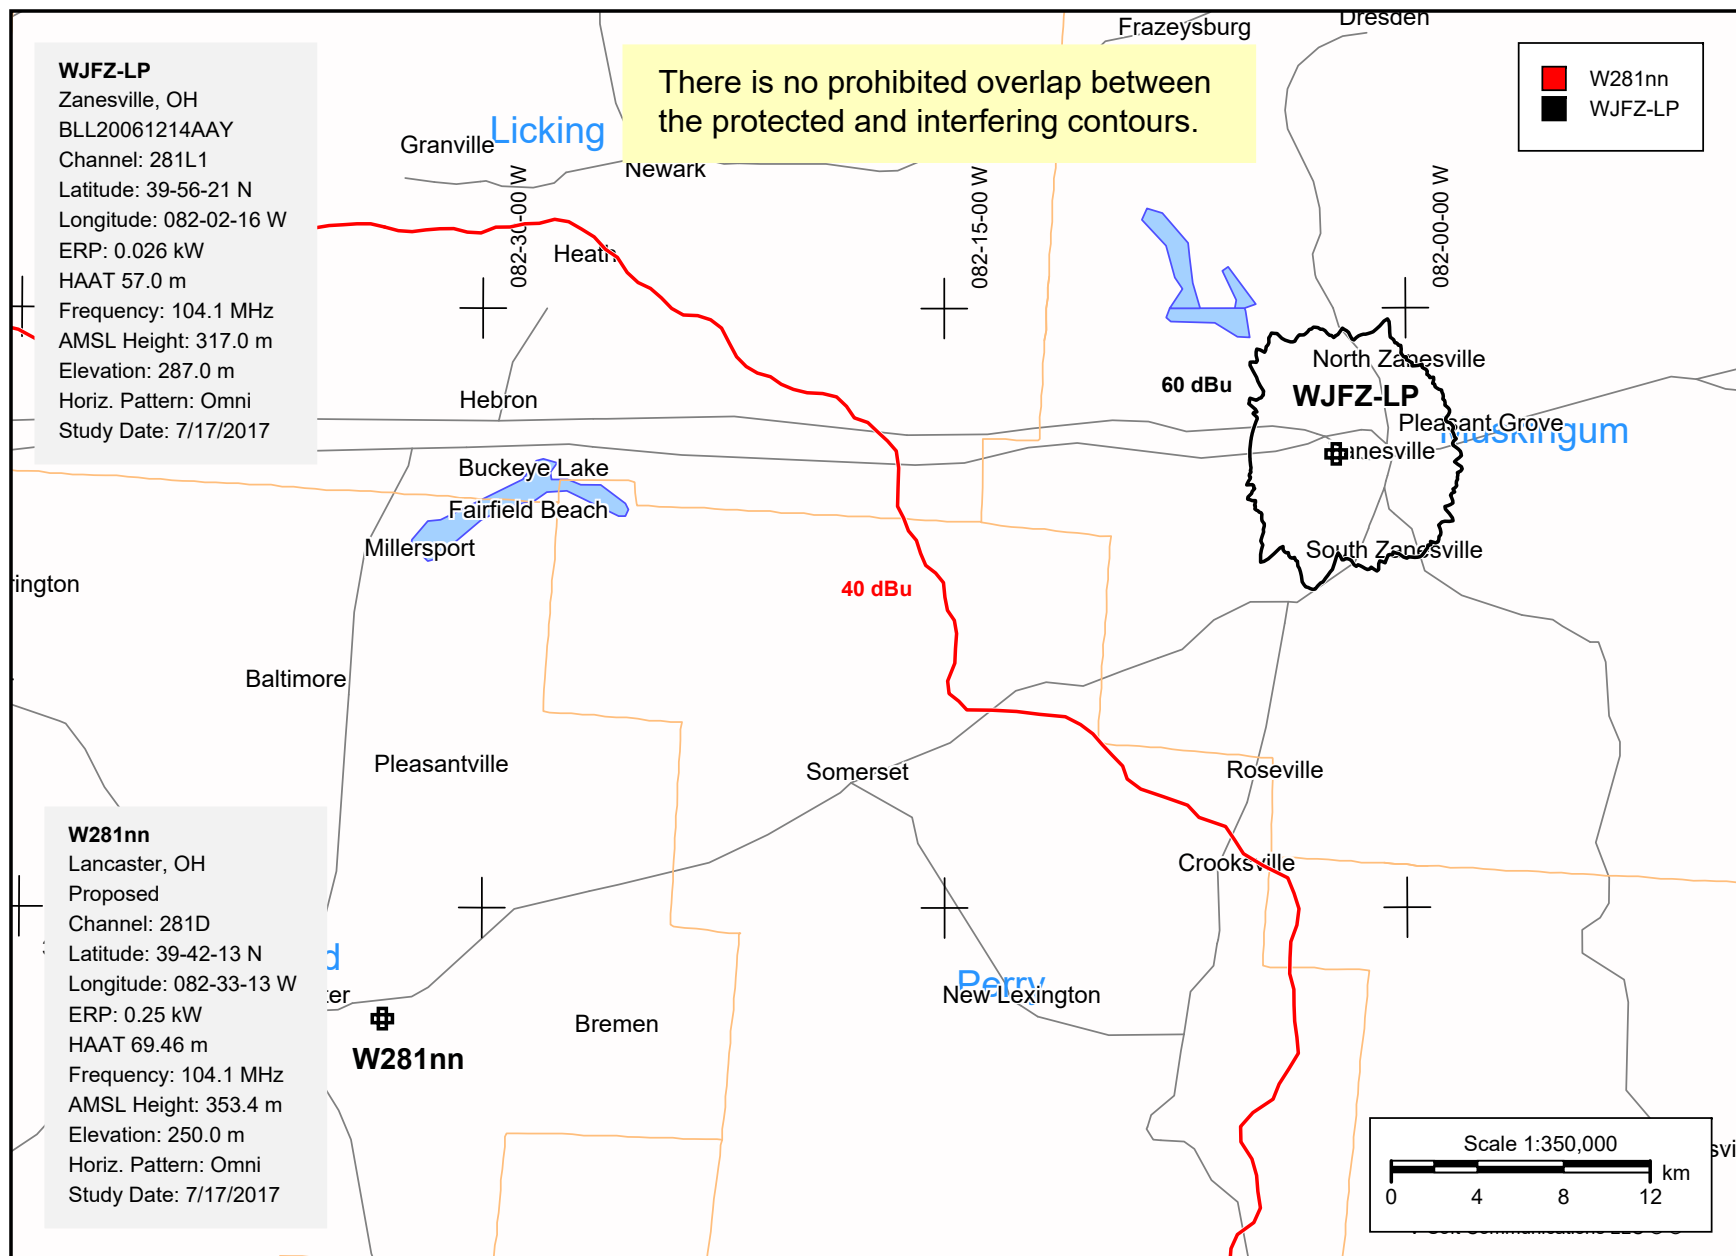 WJFZ-LP
Zanesville, OH
BLL20061214AAY
Channel: 281L1
Latitude: 39-56-21 N
Longitude: 082-02-16 W
ERP: 0.026 kW
HAAT 57.0 m
Frequency: 104.1 MHz
AMSL Height: 317.0 m
Elevation: 287.0 m
Horiz. Pattern: Omni
Study Date: 7/17/2017
There is no prohibited overlap between
the protected and interfering contours.
W281nn
WJFZ-LP
Frazeysburg
Dresden
Licking
Granville
Newark
082-30-00 W
082-15-00 W
082-00-00 W
Heath
North Zanesville
60 dBu
WJFZ-LP
Hebron
Pleasant Grove
Muskingum
anesville
Buckeye Lake
Fairfield Beach
Millersport
South Zanesville
rington
40 dBu
Baltimore
Pleasantville
Somerset
Roseville
Crooksville
W281nn
Lancaster, OH
Proposed
Channel: 281D
Latitude: 39-42-13 N
Longitude: 082-33-13 W
ERP: 0.25 kW
HAAT 69.46 m
Frequency: 104.1 MHz
AMSL Height: 353.4 m
Elevation: 250.0 m
Horiz. Pattern: Omni
Study Date: 7/17/2017
d
ter
W281nn
Bremen
Perry
New Lexington
Scale 1:350,000
km
0 4 8 12
svi